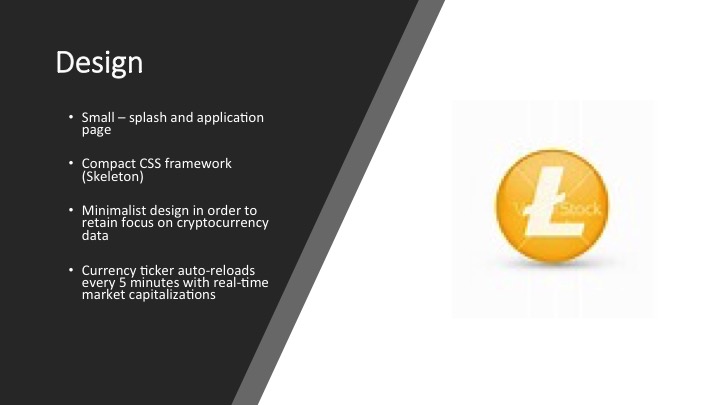 Design
• Small – splash and application
page
• Compact CSS framework
(Skeleton)
• Minimalist design in order to
retain focus on cryptocurrency
data
• Currency ticker auto-reloads
every 5 minutes with real-time
market capitalizations
Stock